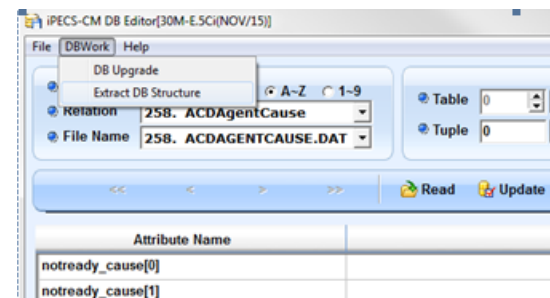 iPECS-CM DB Editor[30M-E.5Ci(NOV/15)]
File DBWork Help
DB Upgrade
Extract DB Structure
A~Z 1~9
Relation 258. ACDAgentCause
File Name 258. ACDAGENTCAUSE.DAT
Table 0
Tuple 0
<< < > >> Read Update
Attribute Name
notready_cause[0]
notready_cause[1]